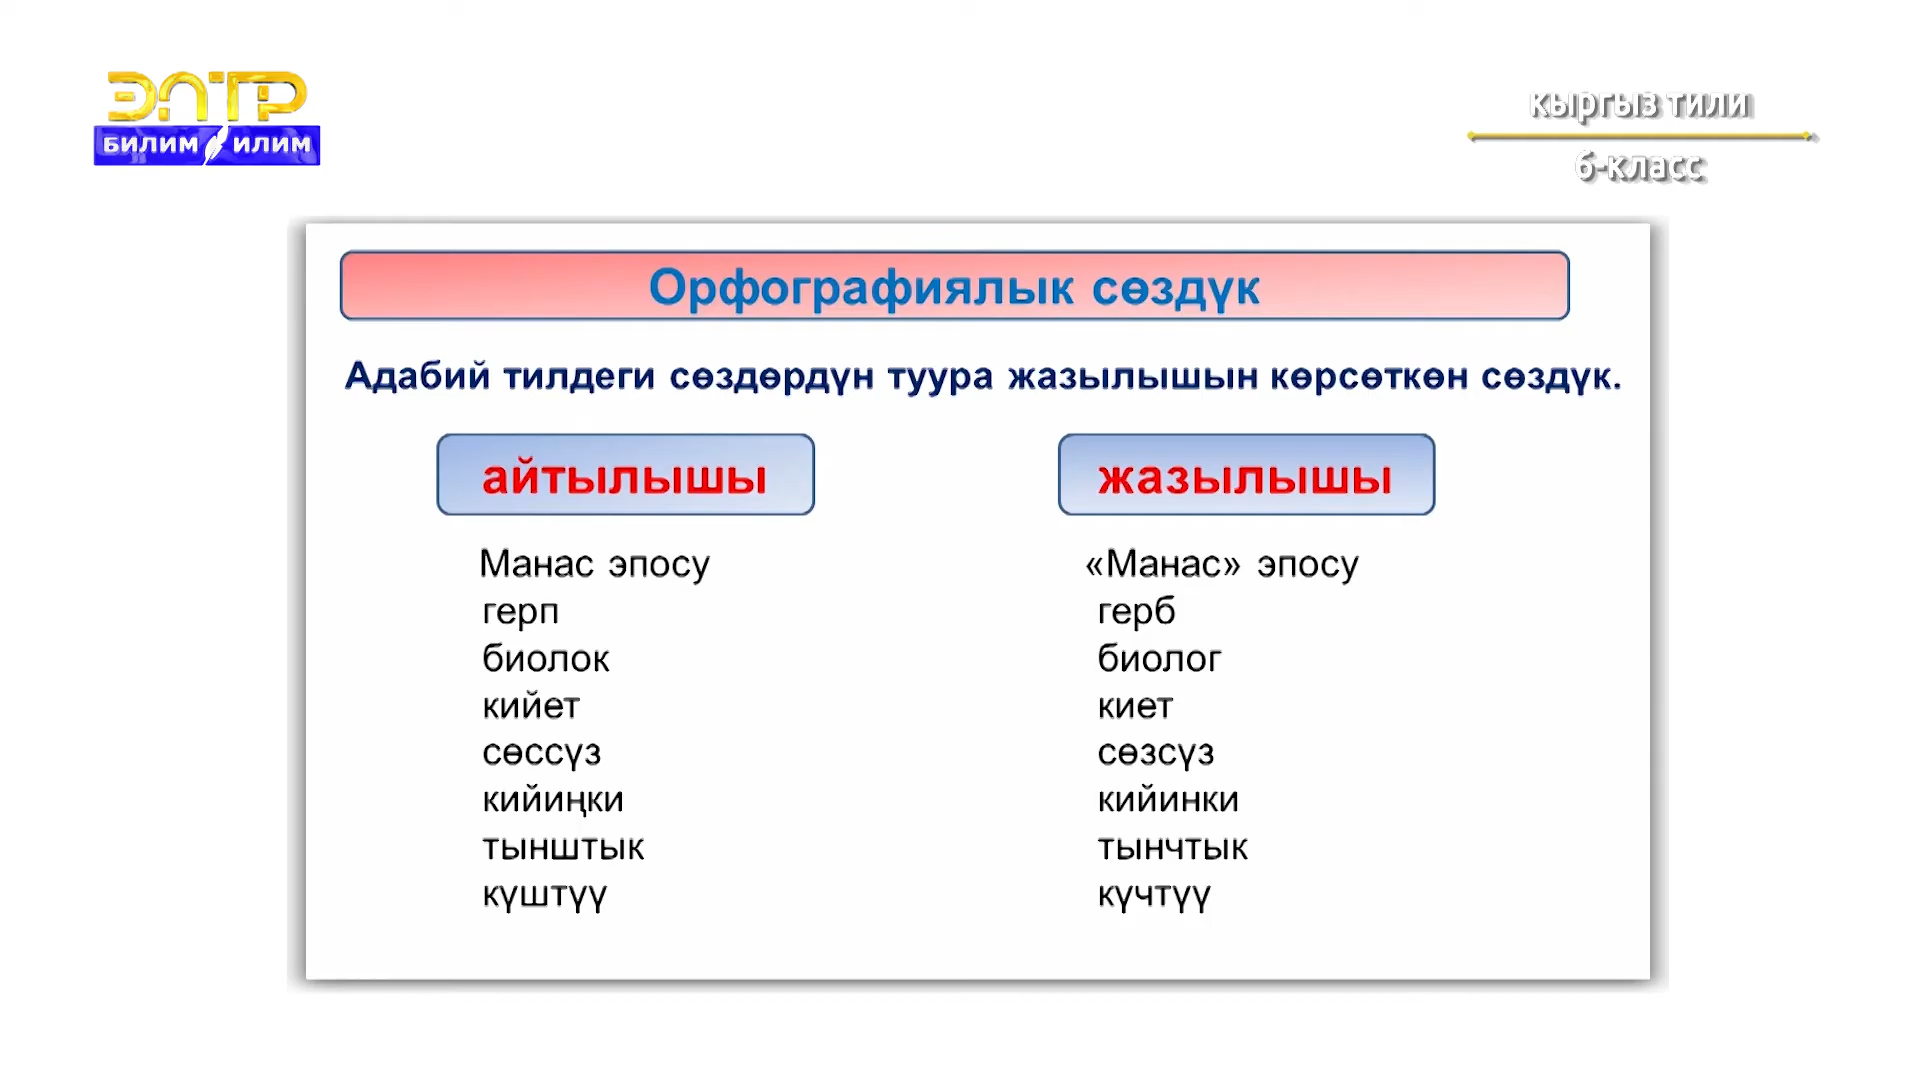 ЭЛТР
БИЛИМ ИЛИМ
кыргыз тили
6-класс
Орфографиялык сөздүк
Адабий тилдеги сөздөрдүн туура жазылышын көрсөткөн сөздүк.
айтылышы жазылышы
Манас эпосу «Манас» эпосу
герп герб
биолок биолог
кийет киет
сөссүз сөзсүз
кийиңки кийинки
тынштык тынчтык
күштүү күчтүү